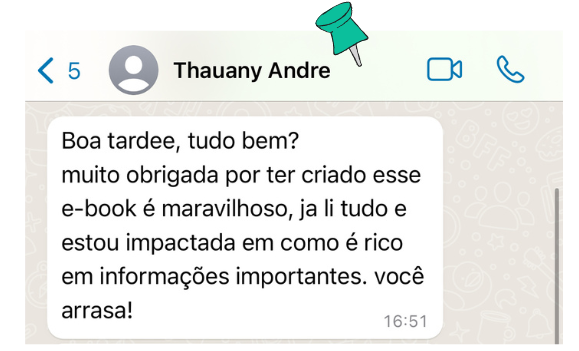 5 Thauany Andre
Boa tardee, tudo bem?
muito obrigada por ter criado esse
e-book é maravilhoso, ja li tudo e
estou impactada em como é rico
em informações importantes. você
arrasa!
16:51